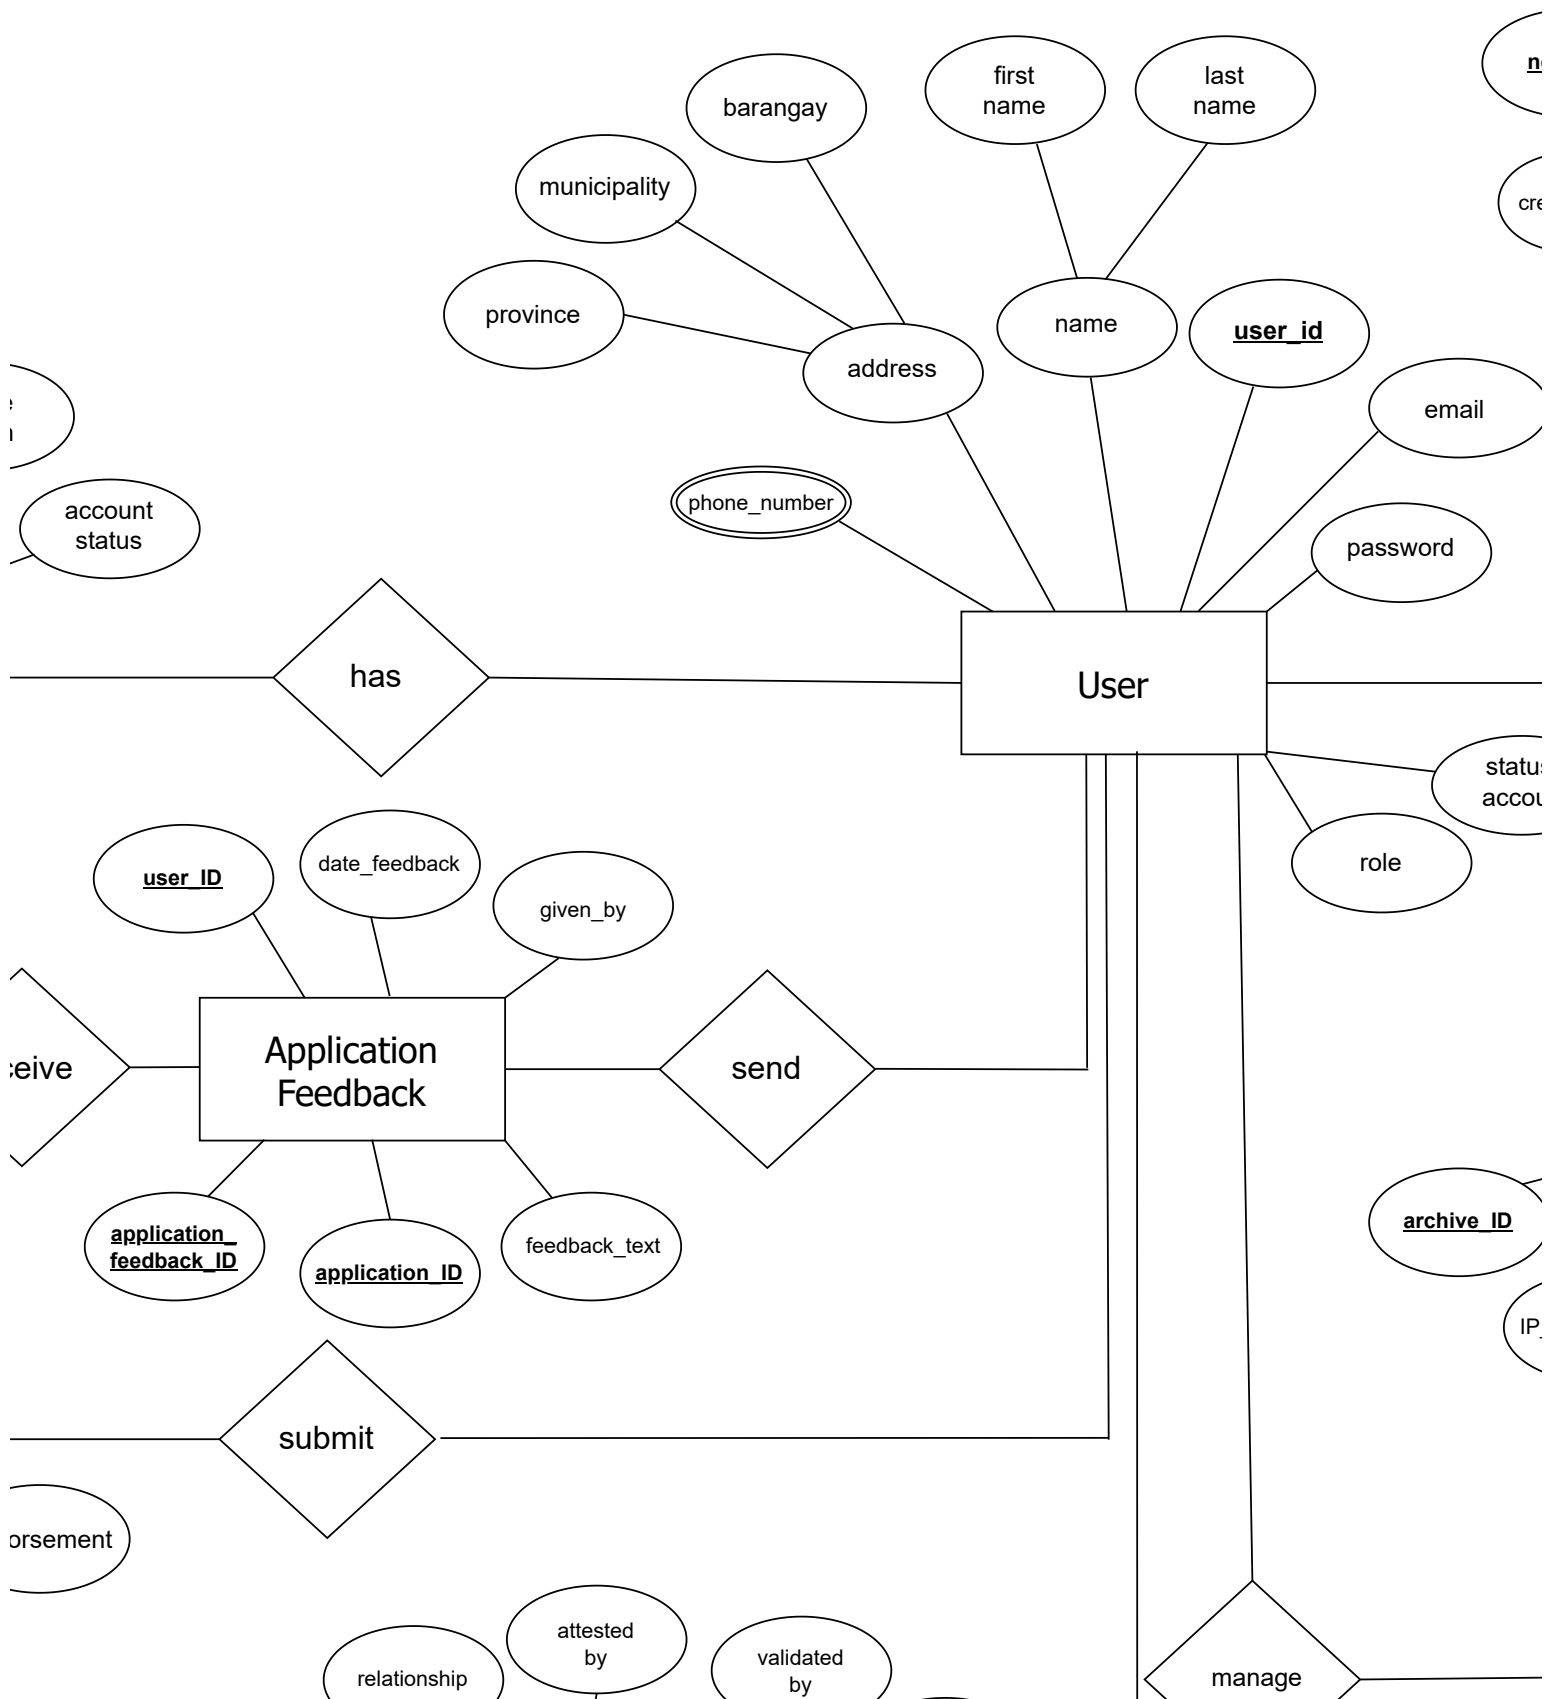 first
name
last
name
barangay
municipality
province
address
name
user_id
email
phone_number
password
account
status
has
User
role
user_ID
date_feedback
given_by
Application
Feedback
send
application_
feedback_ID
application_ID
feedback_text
archive_ID
submit
attested
by
relationship
validated
by
manage